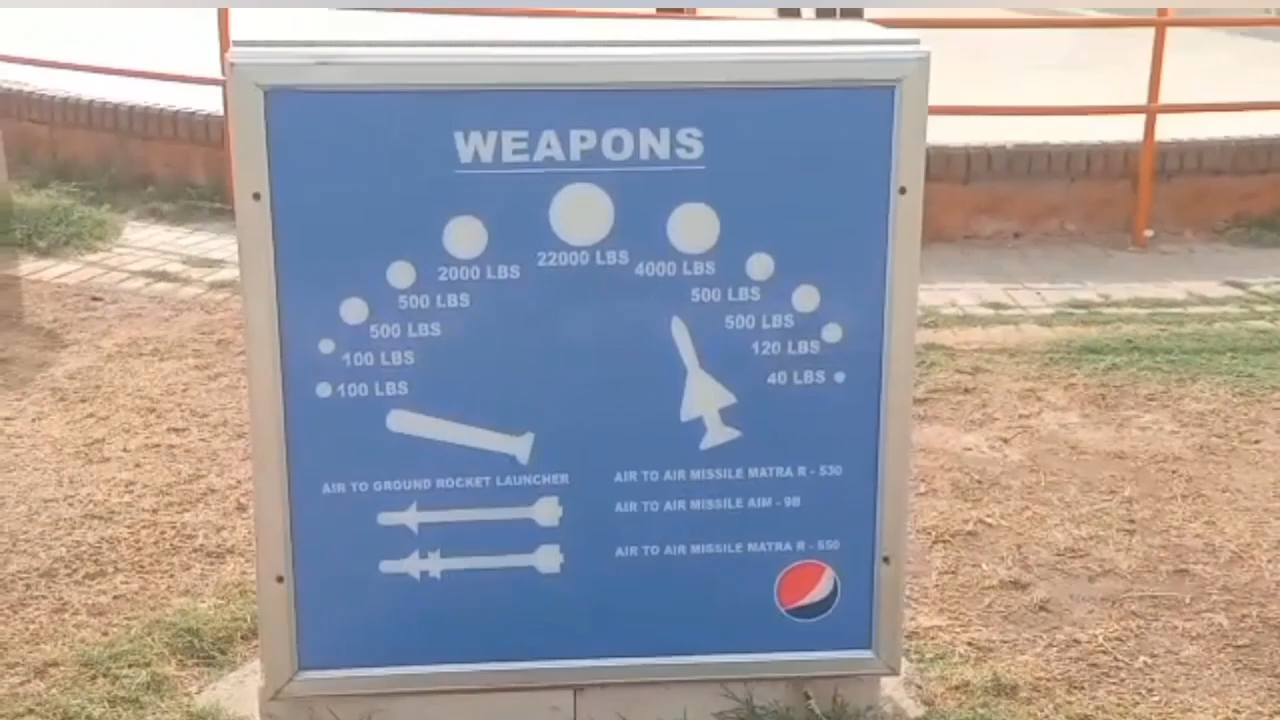 WEAPONS
22000 LBS
2000 LBS
4000 LBS
500 LBS
500 LBS
500 LBS
500 LBS
100 LBS
120 LBS
100 LBS
40 LBS
AIR TO GROUND ROCKET LAUNCHER
AIR TO AIR MISSILE MATRA R - 530
AIR TO AIR MISSILE AIM - 9B
AIR TO AIR MISSILE MATRA R - 550